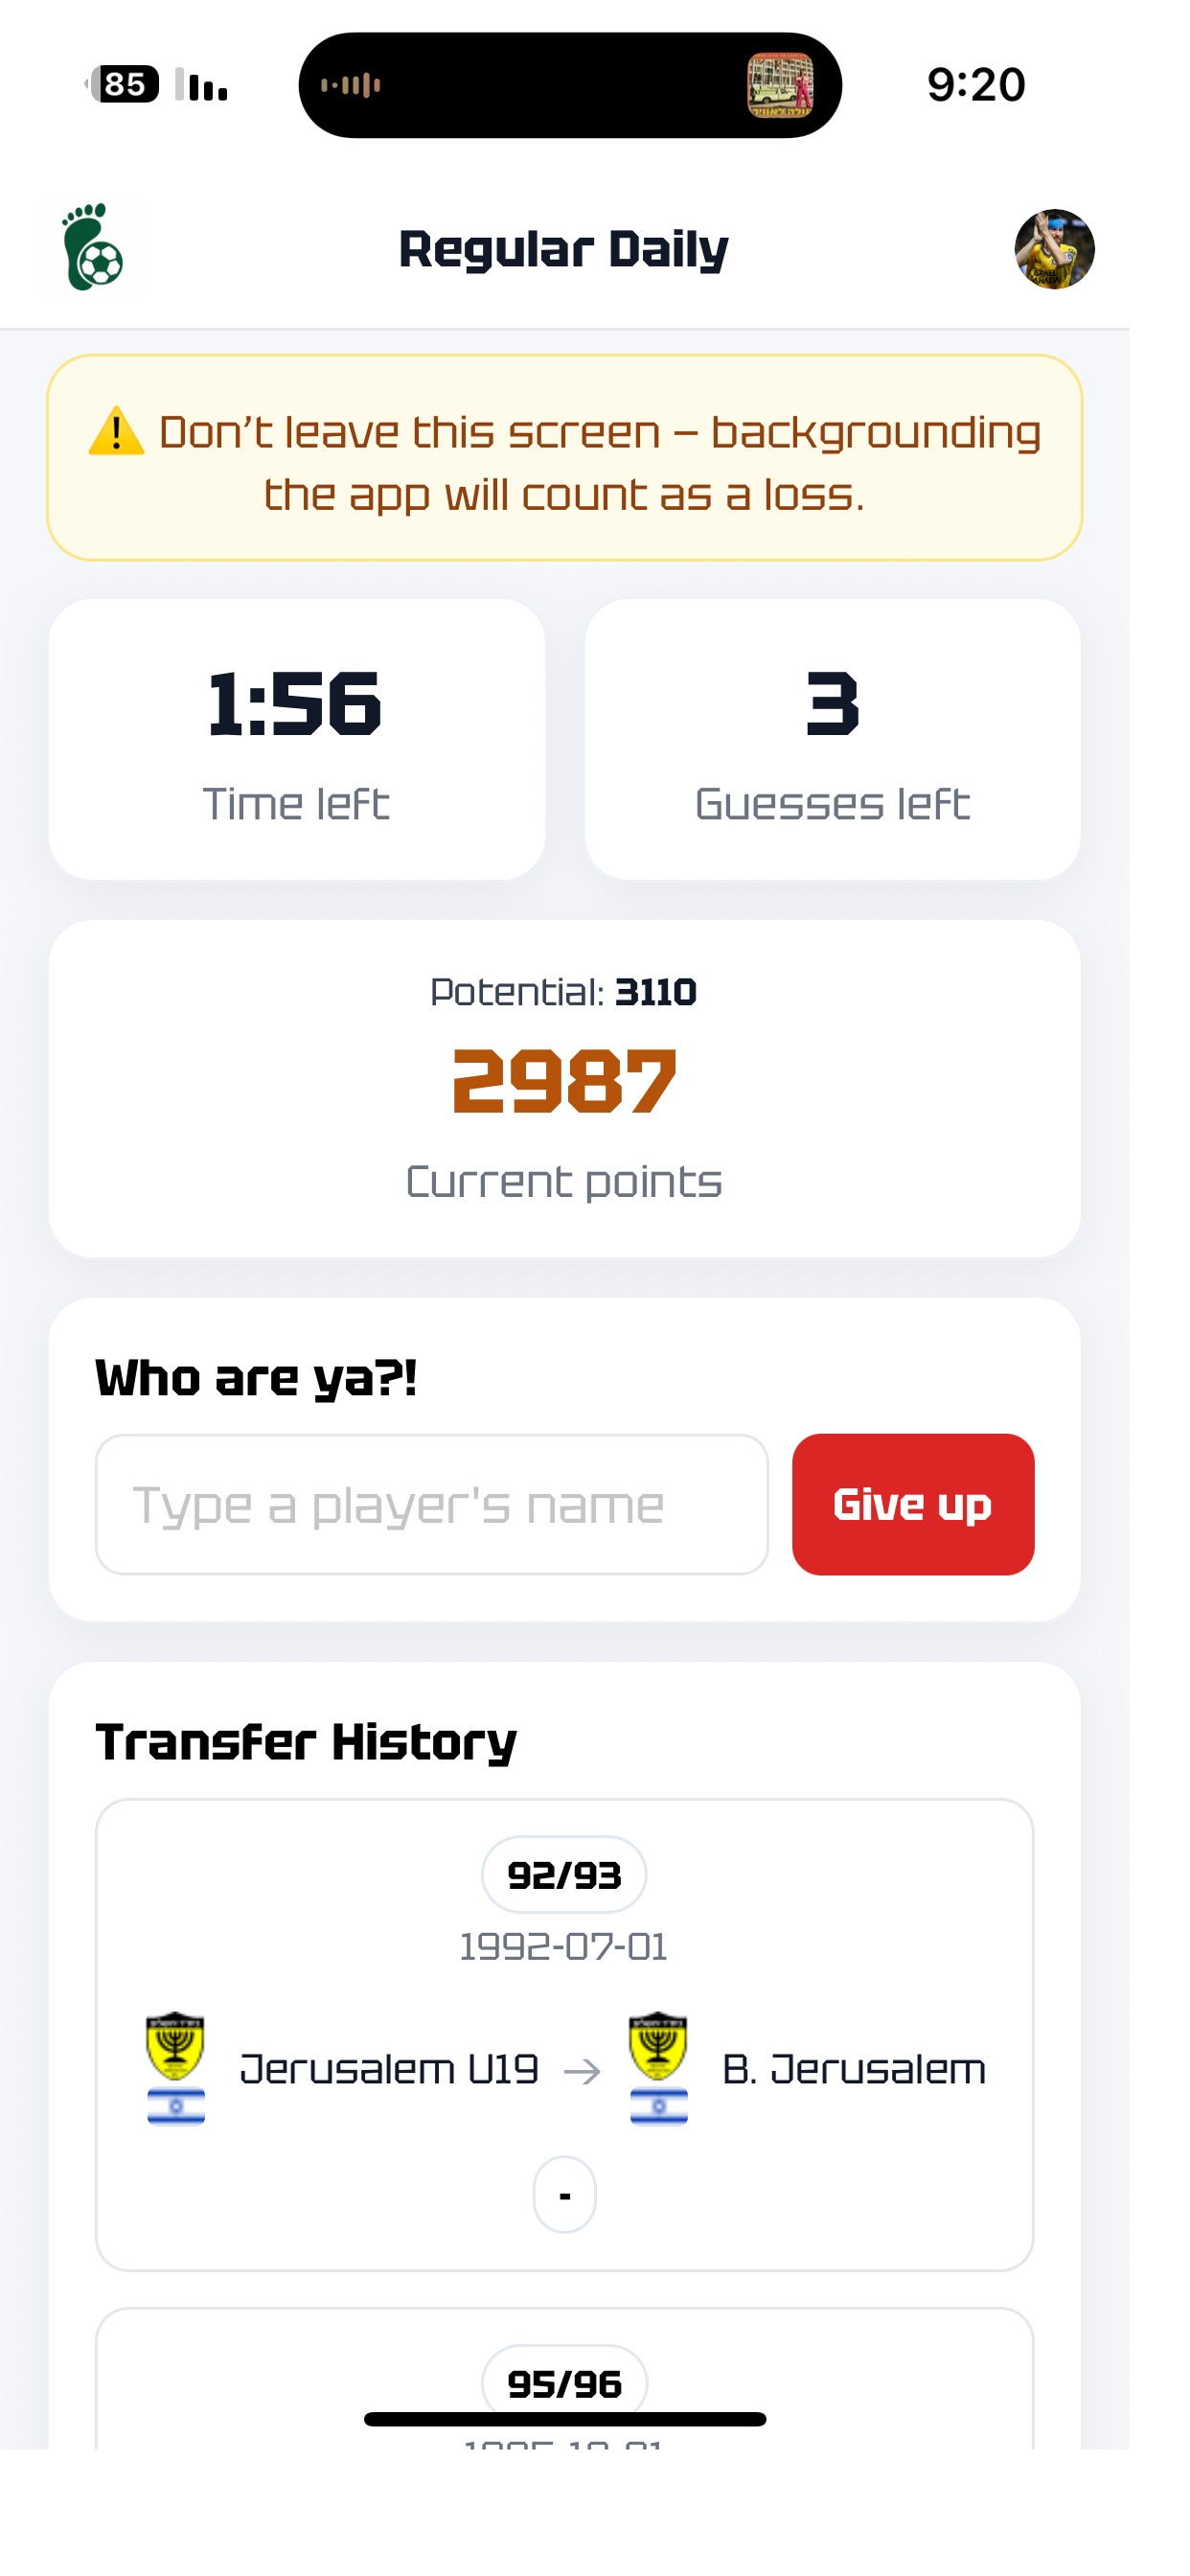 85
9:20
Regular Daily
⚠️ Don't leave this screen – backgrounding
the app will count as a loss.
1:56
Time left
3
Guesses left
Potential: 3110
2987
Current points
Who are ya?!
Type a player's name
Give up
Transfer History
92/93
1992-07-01
Jerusalem U19 → B. Jerusalem
-
95/96